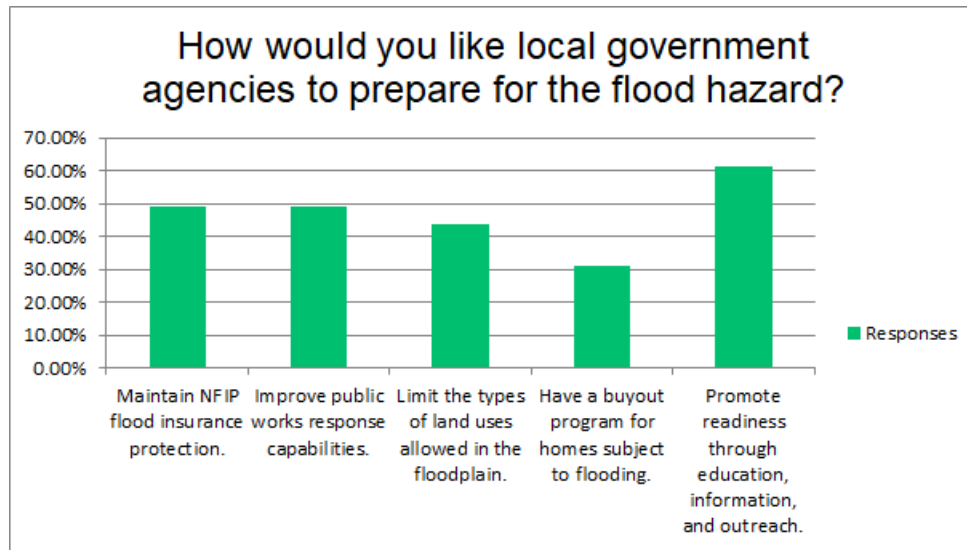 How would you like local government
agencies to prepare for the flood hazard?
70.00%
60.00%
50.00%
40.00%
30.00%
20.00%
10.00%
0.00%
Maintain NFIP
flood insurance
protection.
Improve public
works response
capabilities.
Limit the types
of land uses
allowed in the
floodplain.
Have a buyout
program for
homes subject
to flooding.
Promote
readiness
through
education,
information,
and outreach.
Responses